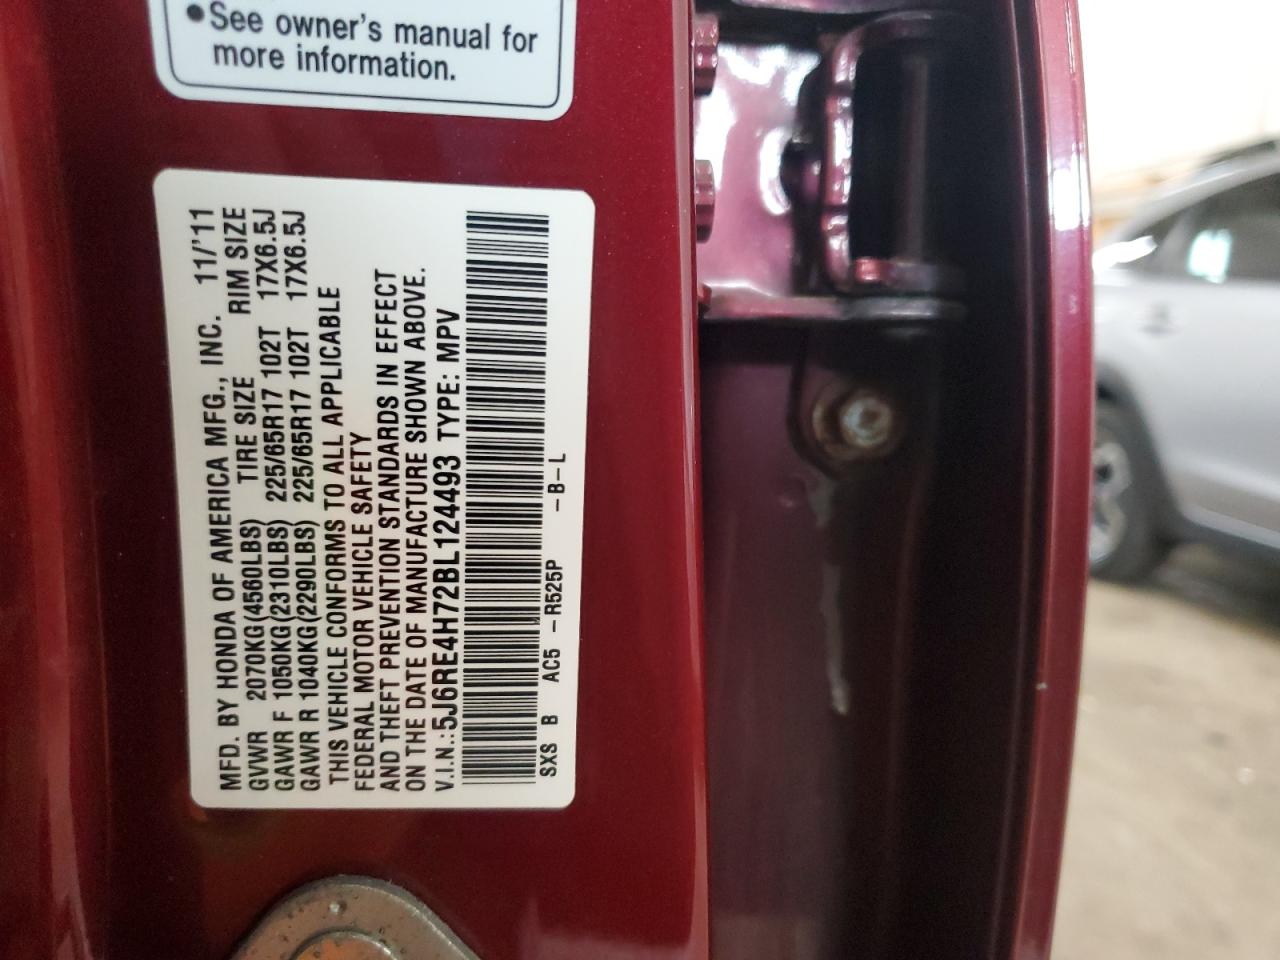 •See owner's manual for
more information.
MFD. BY HONDA OF AMERICA MFG., INC. 11/'11
GVWR 2070KG(4560LBS) TIRE SIZE RIM SIZE
GAWR F 1050KG(2310LBS) 225/65R17 102T 17X6.5J
GAWR R 1040KG(2290LBS) 225/65R17 102T 17X6.5J
THIS VEHICLE CONFORMS TO ALL APPLICABLE
FEDERAL MOTOR VEHICLE SAFETY
AND THEFT PREVENTION STANDARDS IN EFFECT
ON THE DATE OF MANUFACTURE SHOWN ABOVE.
V.I.N.:5J6RE4H72BL124493 TYPE: MPV
SXS B AC5 -R525P -B-L